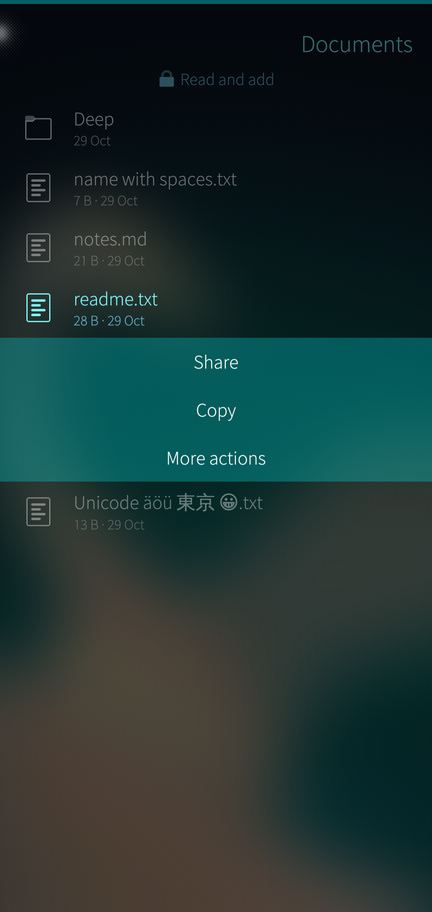 Documents
Read and add
Deep
29 Oct
name with spaces.txt
7 B · 29 Oct
notes.md
21 B · 29 Oct
readme.txt
28 B · 29 Oct
Share
Copy
More actions
Unicode äöü 東京 😀.txt
13 B · 29 Oct